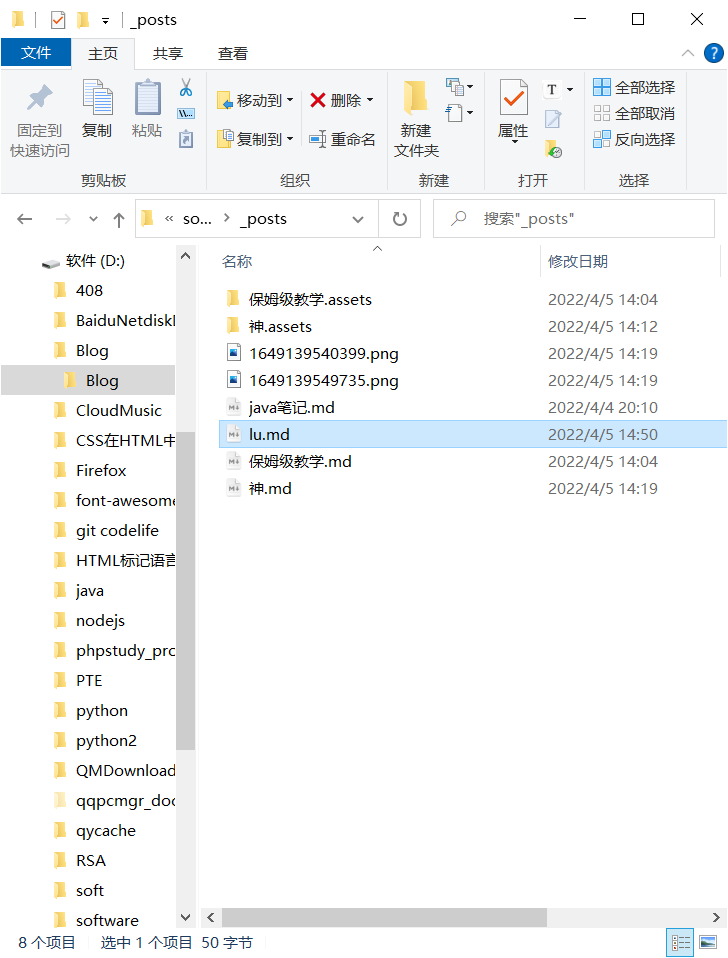 _posts
文件 主页 共享 查看
固定到
快速访问
复制
粘贴
移动到
复制到
删除
重命名
新建
文件夹
属性
全部选择
全部取消
反向选择
剪贴板 组织 新建 打开 选择
« so... › _posts
搜索"_posts"
名称 修改日期
软件 (D:)
408
BaiduNetdiskl
Blog
Blog
CloudMusic
CSS在HTML中
Firefox
font-awesome
git codelife
HTML标记语言
java
nodejs
phpstudy_pro
PTE
python
python2
QMDownload
qqpcmgr_doc
qycache
RSA
soft
software
保姆级教学.assets 2022/4/5 14:04
神.assets 2022/4/5 14:12
1649139540399.png 2022/4/5 14:19
1649139549735.png 2022/4/5 14:19
java笔记.md 2022/4/4 20:10
lu.md 2022/4/5 14:50
保姆级教学.md 2022/4/5 14:04
神.md 2022/4/5 14:19
8 个项目 选中 1 个项目 50 字节